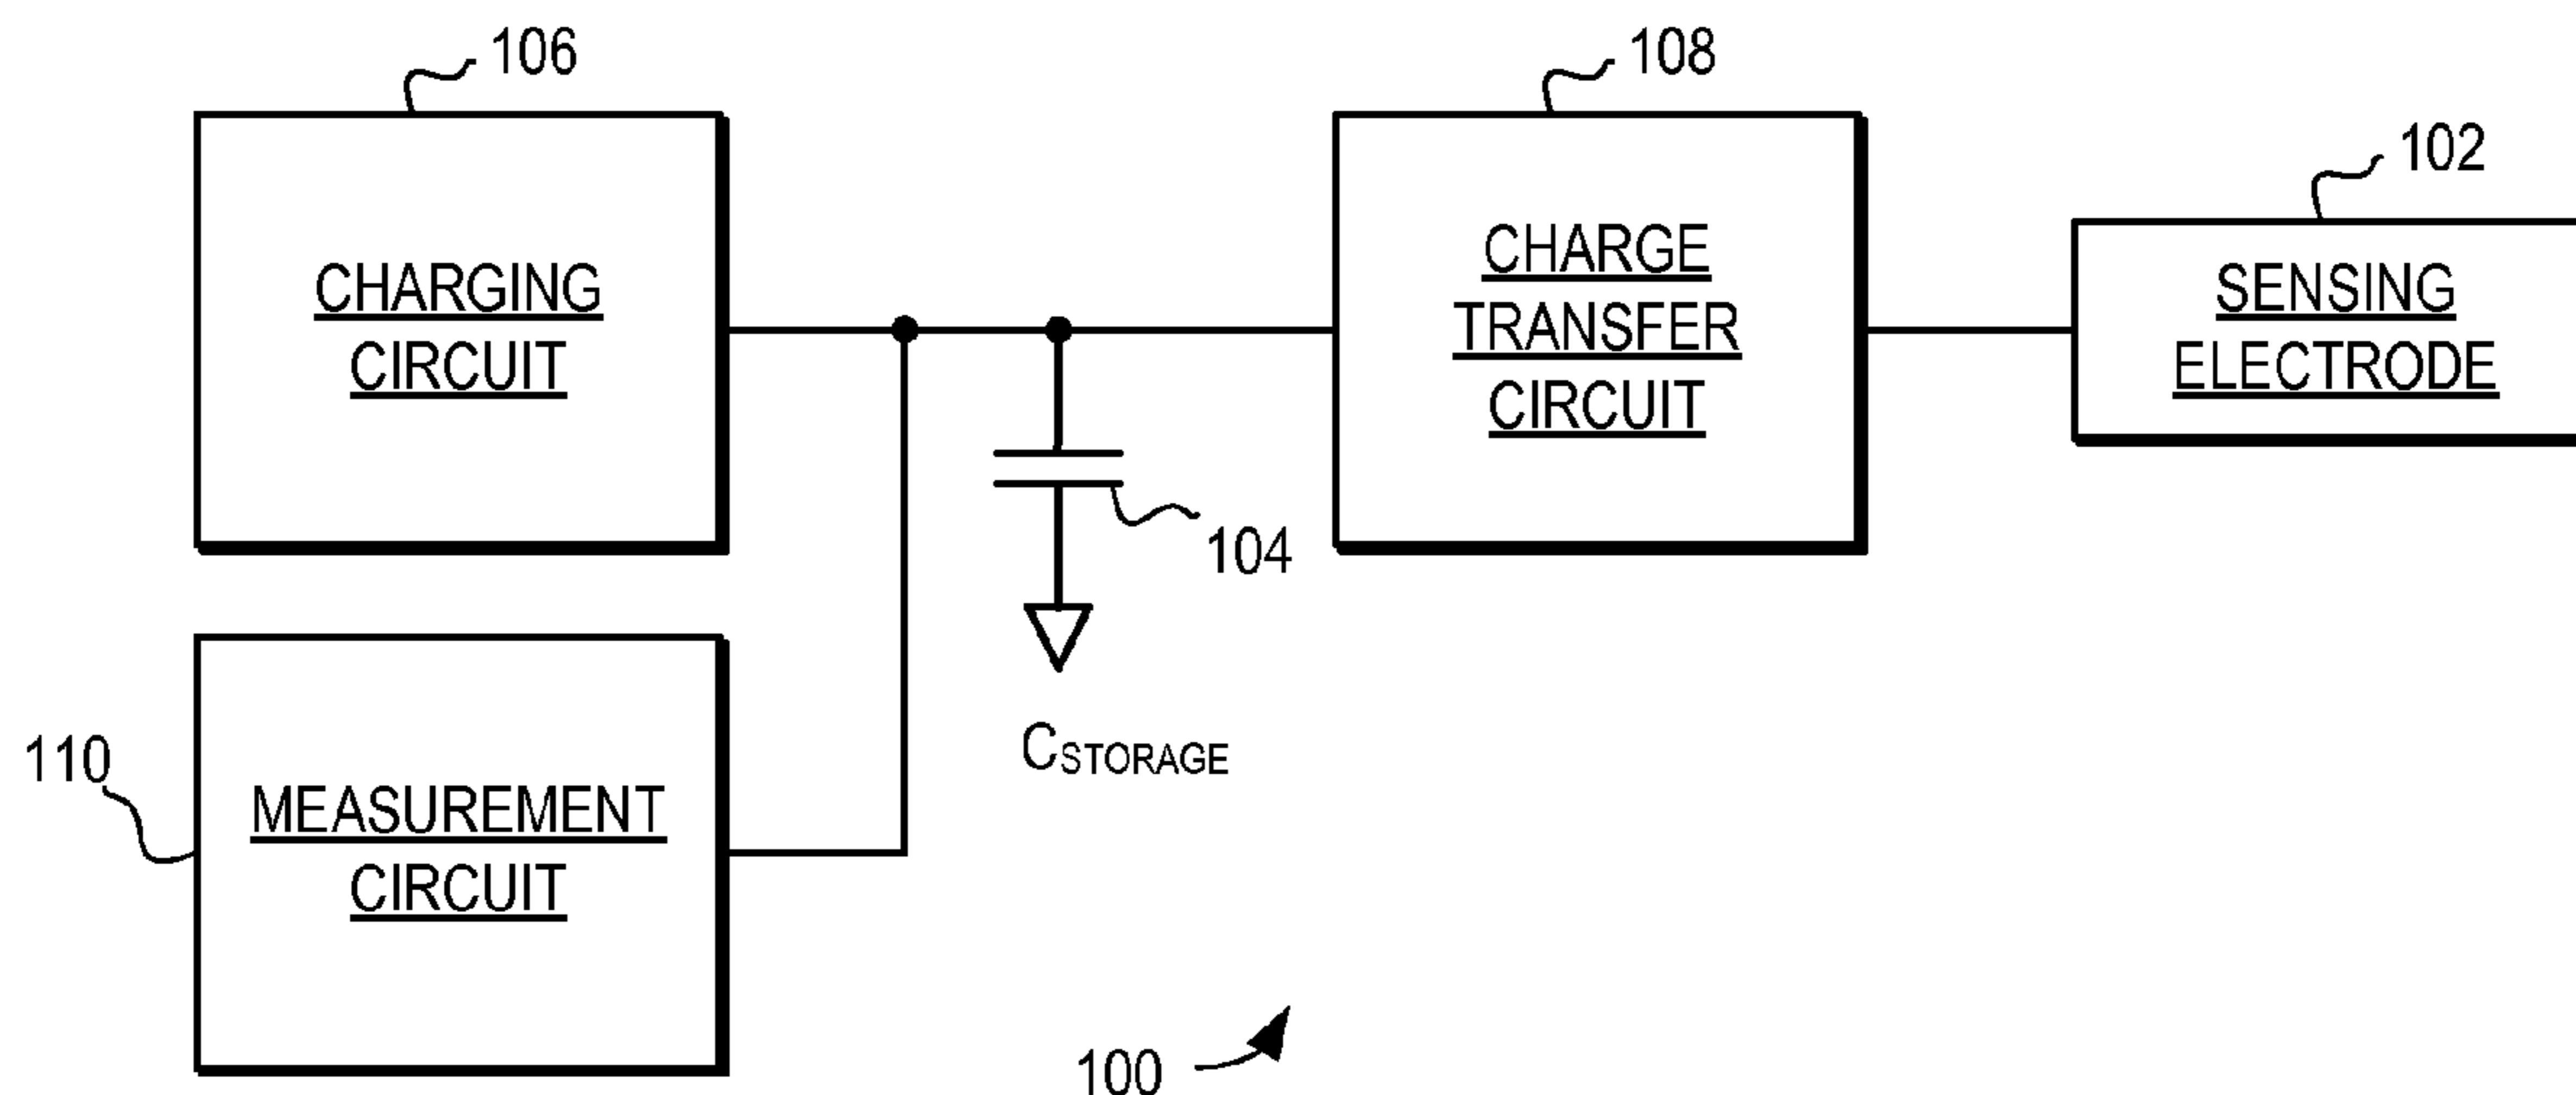 106
108
102
CHARGING
CIRCUIT
CHARGE
TRANSFER
CIRCUIT
SENSING
ELECTRODE
104
110
MEASUREMENT
CIRCUIT
CSTORAGE
100